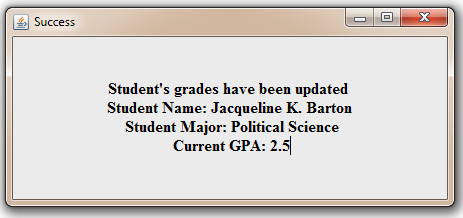 Success
Student's grades have been updated
Student Name: Jacqueline K. Barton
Student Major: Political Science
Current GPA: 2.5